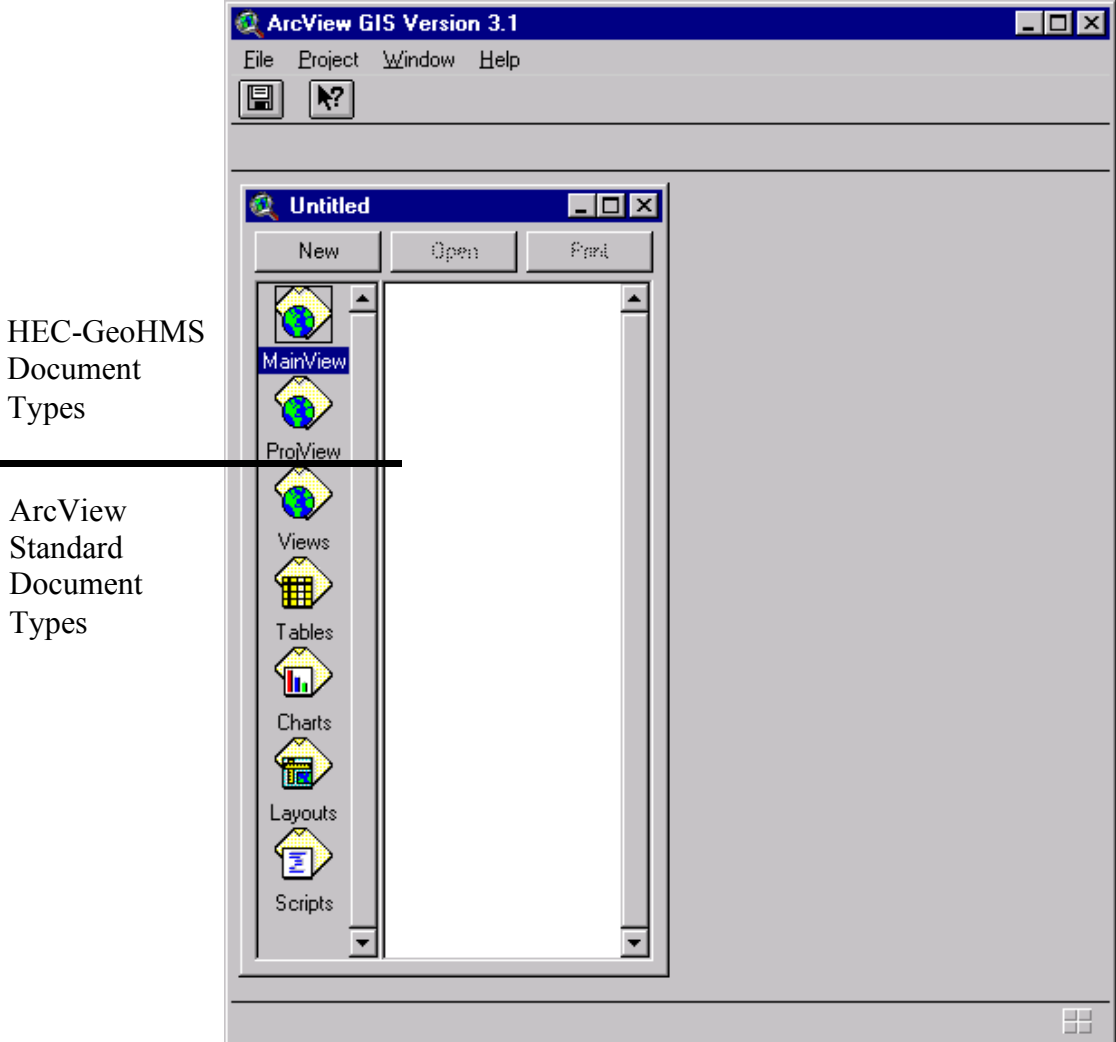 ArcView GIS Version 3.1
File Project Window Help
Untitled
New Open Print
MainView
ProjView
Views
Tables
Charts
Layouts
Scripts
HEC-GeoHMS
Document
Types
ArcView
Standard
Document
Types